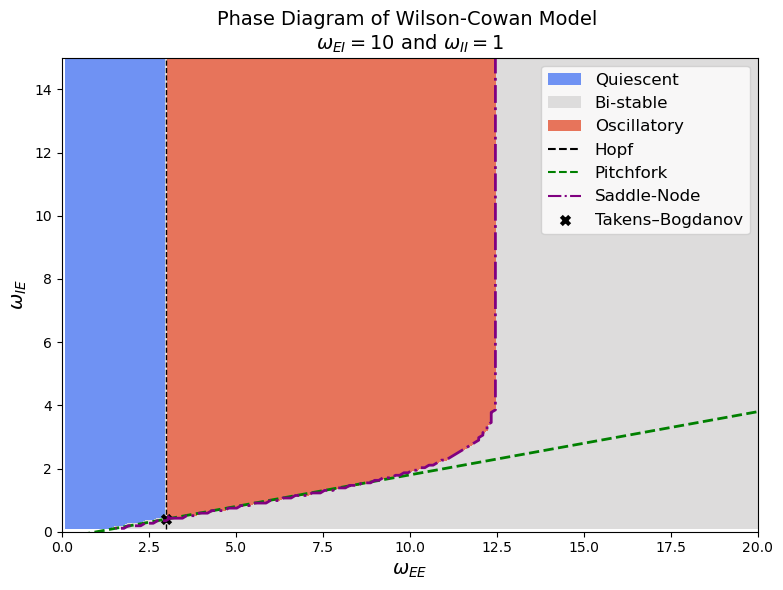 Phase Diagram of Wilson-Cowan Model
ω_EI = 10 and ω_II = 1
Quiescent
Bi-stable
Oscillatory
Hopf
Pitchfork
Saddle-Node
Takens–Bogdanov
14
12
10
8
6
4
2
0
ω_IE
0.0 2.5 5.0 7.5 10.0 12.5 15.0 17.5 20.0
ω_EE